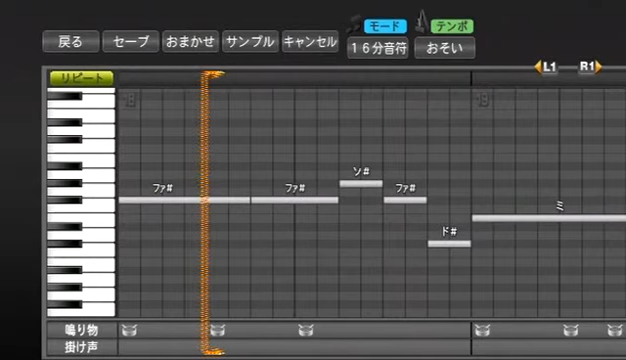 モード テンポ
戻る セーブ おまかせ サンプル キャンセル １６分音符 おそい
L1 R1
リピート
18 19
ソ#
ファ# ファ# ファ#
ミ
ド#
鳴り物
掛け声